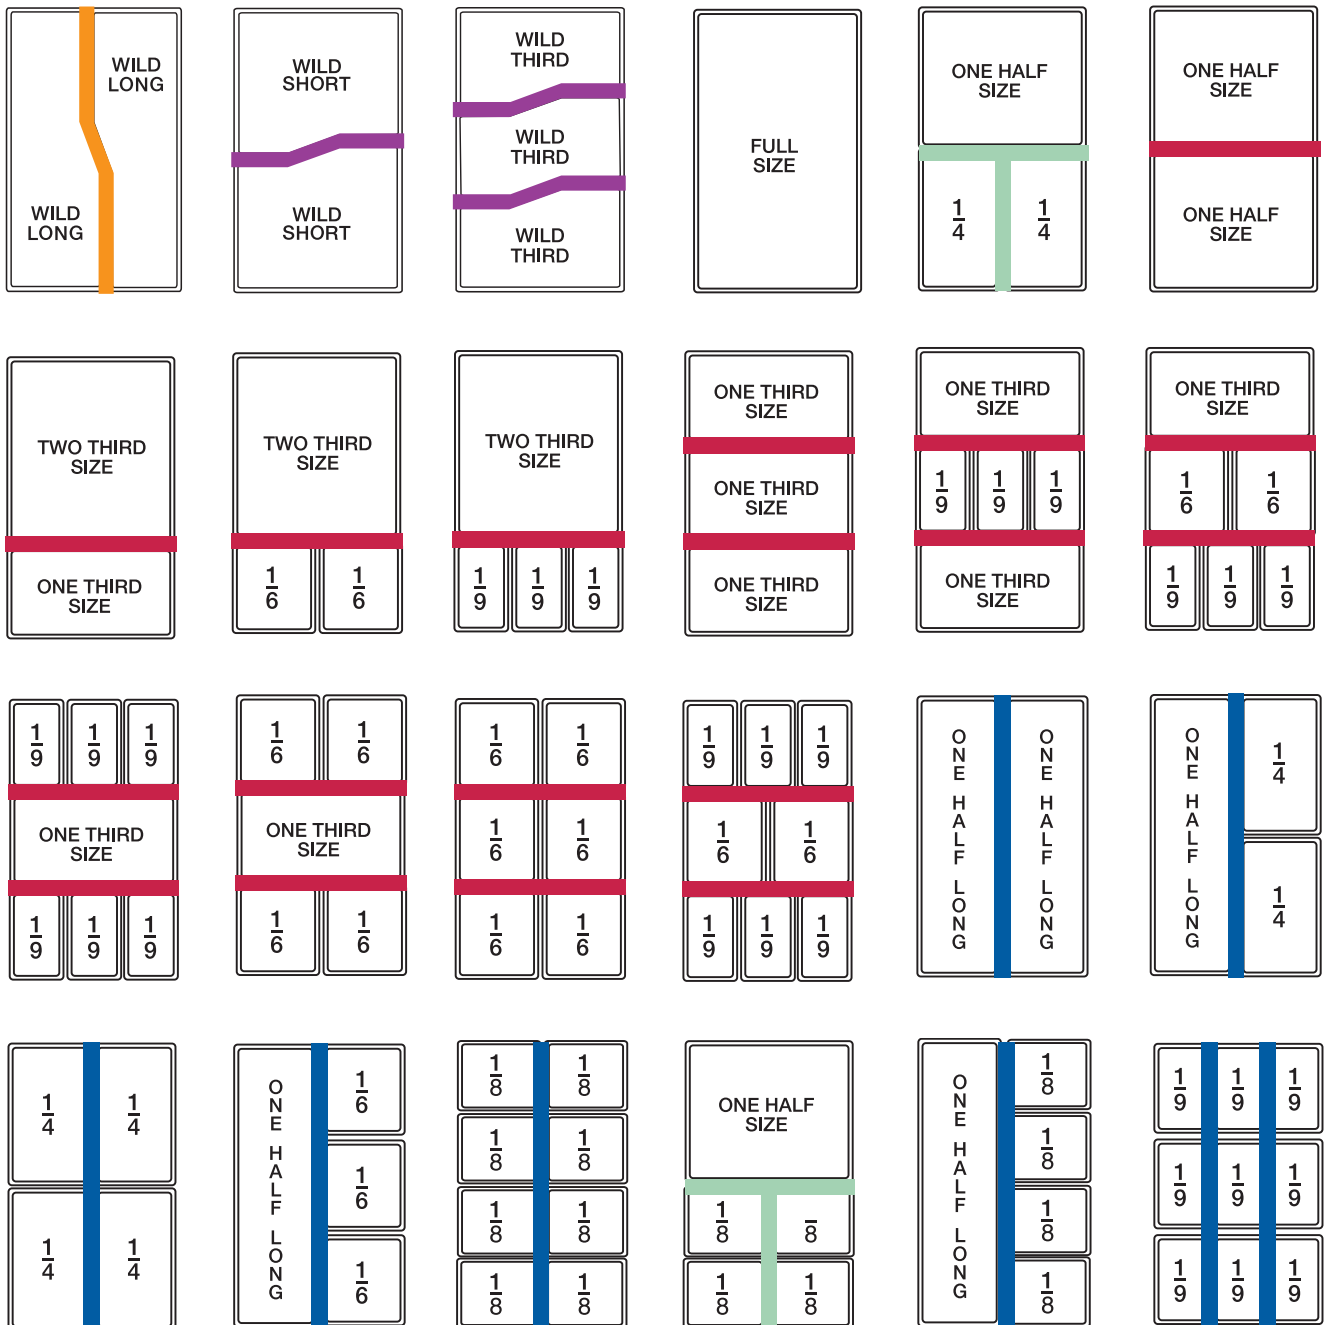 WILD
LONG
WILD
LONG
WILD
SHORT
WILD
SHORT
WILD
THIRD
WILD
THIRD
WILD
THIRD
FULL
SIZE
ONE HALF
SIZE
1/4 1/4
ONE HALF
SIZE
ONE HALF
SIZE
TWO THIRD
SIZE
ONE THIRD
SIZE
TWO THIRD
SIZE
1/6 1/6
TWO THIRD
SIZE
1/9 1/9 1/9
ONE THIRD
SIZE
ONE THIRD
SIZE
ONE THIRD
SIZE
ONE THIRD
SIZE
1/9 1/9 1/9
ONE THIRD
SIZE
ONE THIRD
SIZE
1/6 1/6
1/9 1/9 1/9
1/9 1/9 1/9
ONE THIRD
SIZE
1/9 1/9 1/9
1/6 1/6
ONE THIRD
SIZE
1/6 1/6
1/6 1/6
1/6 1/6
1/6 1/6
1/9 1/9 1/9
1/6 1/6
1/9 1/9 1/9
ONE HALF LONG
ONE HALF LONG
ONE HALF LONG
1/4
1/4
1/4 1/4
1/4 1/4
ONE HALF LONG
1/6
1/6
1/6
1/8 1/8
1/8 1/8
1/8 1/8
1/8 1/8
ONE HALF
SIZE
1/8 8
1/8 1/8
ONE HALF LONG
1/8
1/8
1/8
1/8
1/9 1/9 1/9
1/9 1/9 1/9
1/9 1/9 1/9